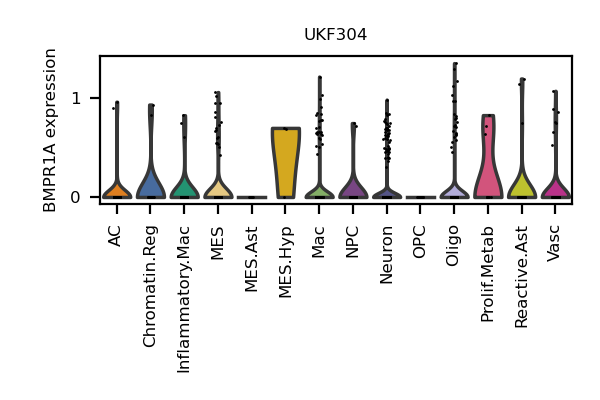 UKF304
BMPR1A expression
1
0
AC
Chromatin.Reg
Inflammatory.Mac
MES
MES.Ast
MES.Hyp
Mac
NPC
Neuron
OPC
Oligo
Prolif.Metab
Reactive.Ast
Vasc